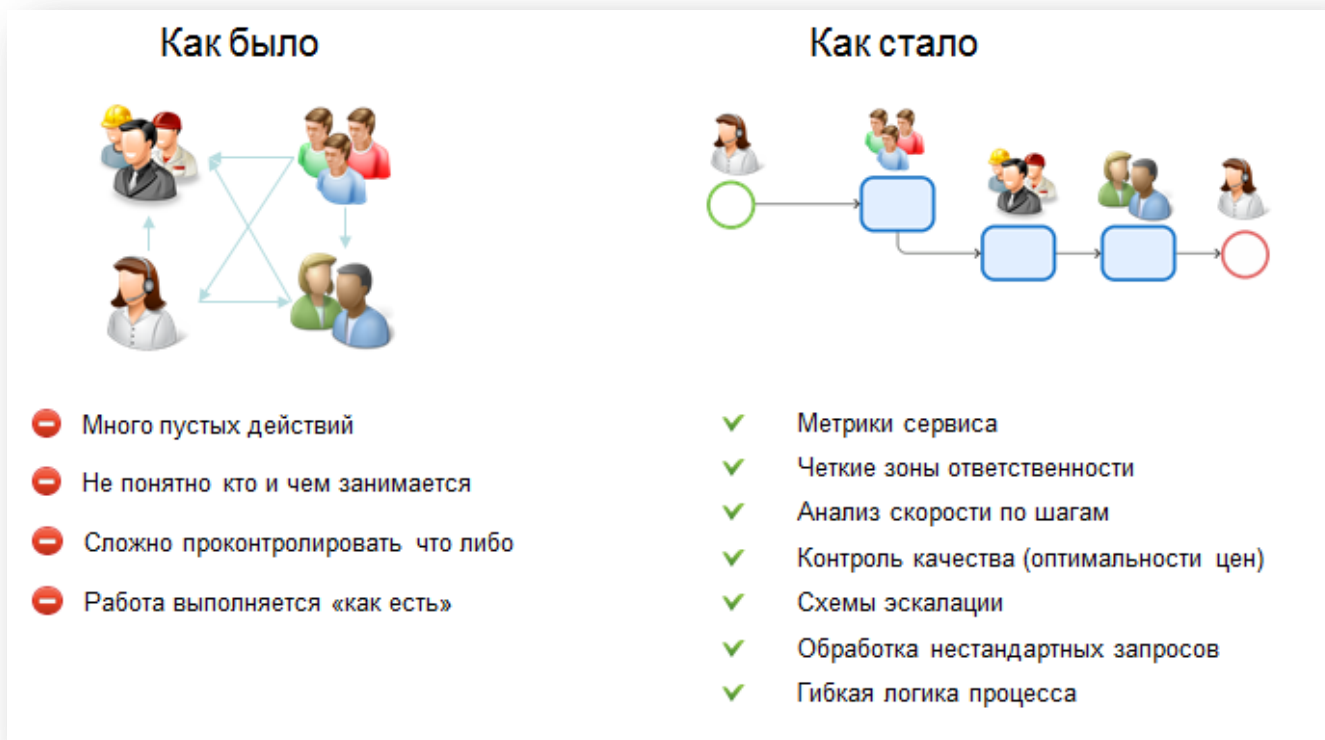 Как было
Как стало
Много пустых действий
Не понятно кто и чем занимается
Сложно проконтролировать что либо
Работа выполняется «как есть»
Метрики сервиса
Четкие зоны ответственности
Анализ скорости по шагам
Контроль качества (оптимальности цен)
Схемы эскалации
Обработка нестандартных запросов
Гибкая логика процесса